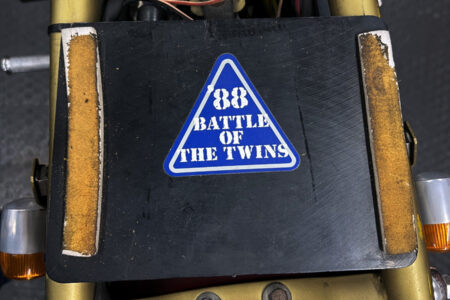 '88
BATTLE
OF
THE TWINS